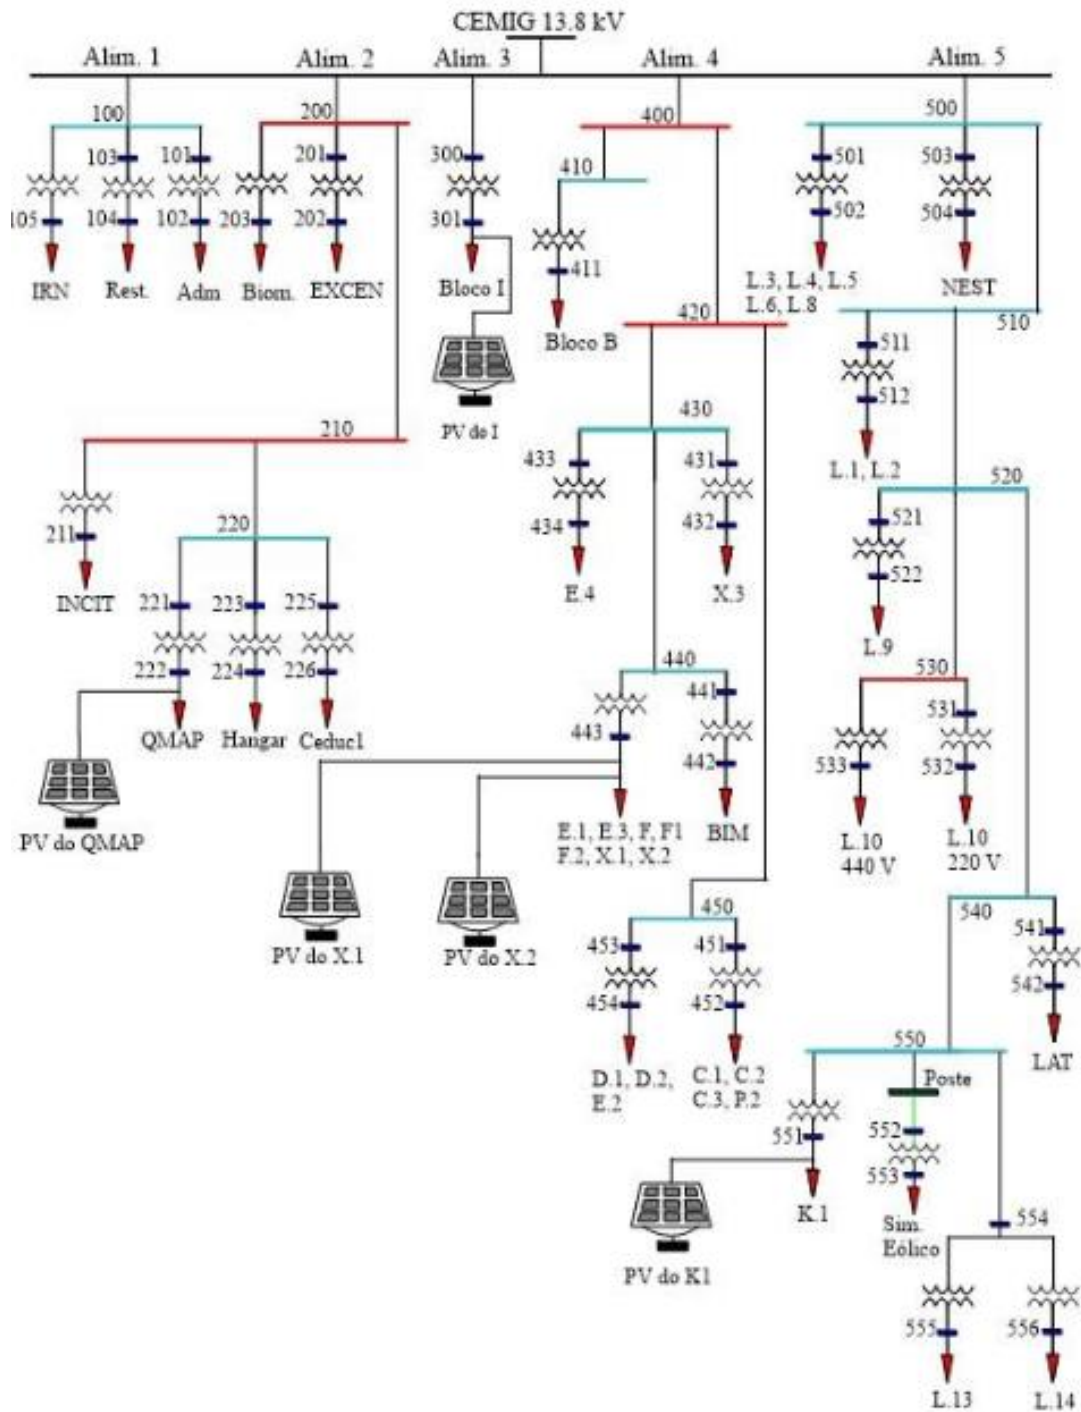 CEMIG 13.8 kV
Alim. 1
Alim. 2
Alim. 3
Alim. 4
Alim. 5
100
200
400
500
103
101
201
300
410
501
503
105
104
102
203
202
301
411
502
504
IRN
Rest.
Adm
Biom.
EXCEN
Bloco I
Bloco B
L.3, L.4, L.5
L.6, L.8
NEST
420
510
511
512
PV do I
210
430
433
431
L.1, L.2
520
211
220
434
432
521
522
INCIT
221
223
225
E.4
X.3
L.9
222
224
226
440
441
530
531
443
442
533
532
QMAP
Hangar
Ceduc1
PV do QMAP
E.1, E.3, F, F1
F.2, X.1, X.2
BIM
L.10
440 V
L.10
220 V
450
540
541
PV do X.1
PV do X.2
453
451
542
454
452
D.1, D.2,
E.2
C.1, C.2
C.3, P.2
550
LAT
Poste
551
552
553
K.1
Sim.
Eólico
554
PV do K1
555
556
L.13
L.14